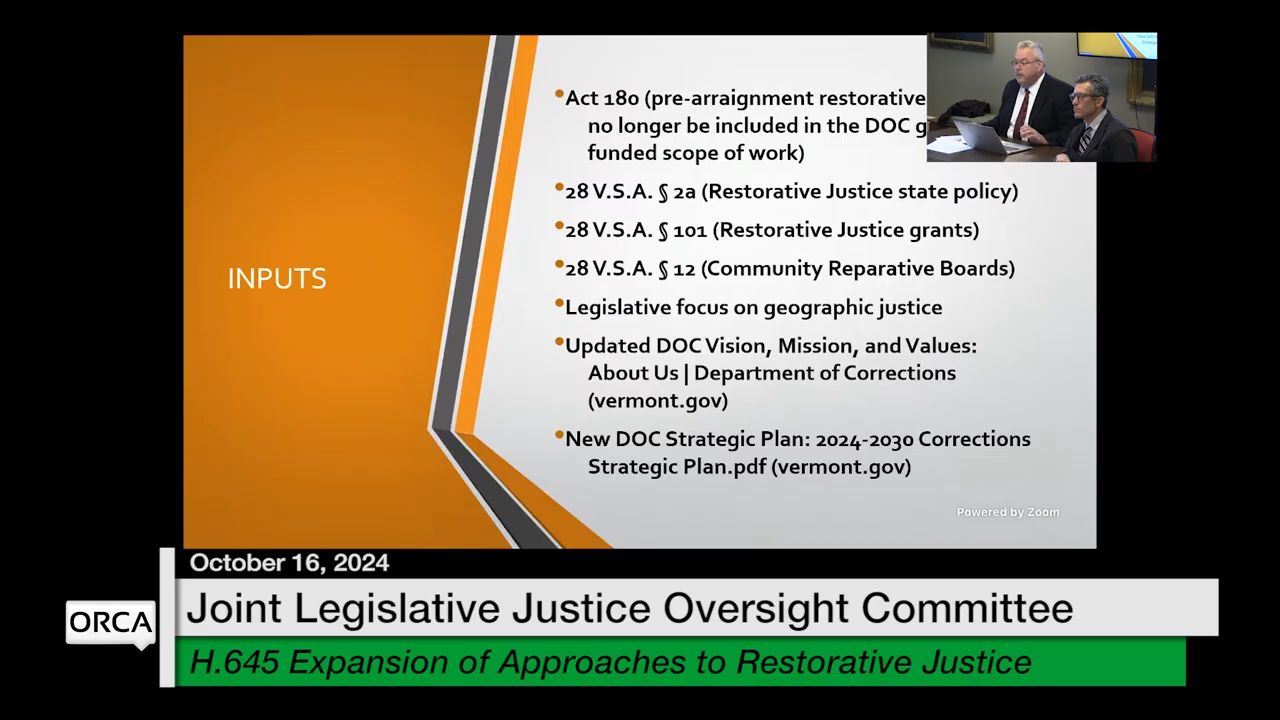 INPUTS
•Act 180 (pre-arraignment restorative
no longer be included in the DOC
funded scope of work)
•28 V.S.A. § 2a (Restorative Justice state policy)
•28 V.S.A. § 101 (Restorative Justice grants)
•28 V.S.A. § 12 (Community Reparative Boards)
•Legislative focus on geographic justice
•Updated DOC Vision, Mission, and Values:
About Us | Department of Corrections
(vermont.gov)
•New DOC Strategic Plan: 2024-2030 Corrections
Strategic Plan.pdf (vermont.gov)
Powered by Zoom
October 16, 2024
ORCA
Joint Legislative Justice Oversight Committee
H.645 Expansion of Approaches to Restorative Justice